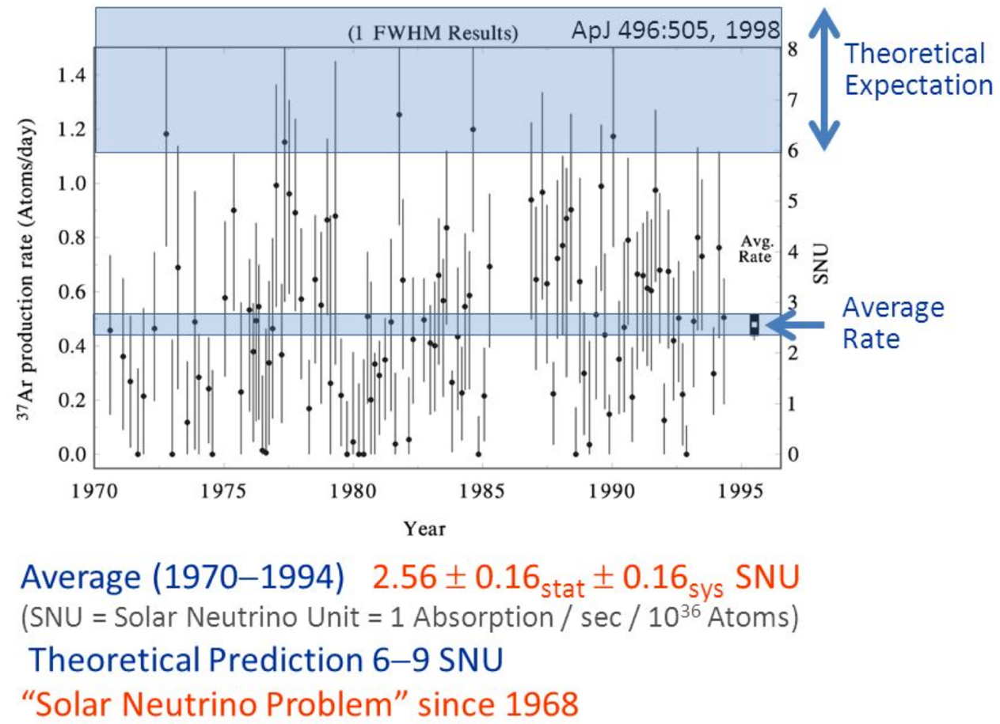 (1 FWHM Results) ApJ 496:505, 1998
Theoretical
Expectation
³⁷Ar production rate (Atoms/day)
1.4
1.2
1.0
0.8
0.6
0.4
0.2
0.0
8
7
6
5
4
3
2
1
0
SNU
Avg.
Rate
Average
Rate
1970 1975 1980 1985 1990 1995
Year
Average (1970–1994) 2.56 ± 0.16stat ± 0.16sys SNU
(SNU = Solar Neutrino Unit = 1 Absorption / sec / 10³⁶ Atoms)
Theoretical Prediction 6–9 SNU
“Solar Neutrino Problem” since 1968